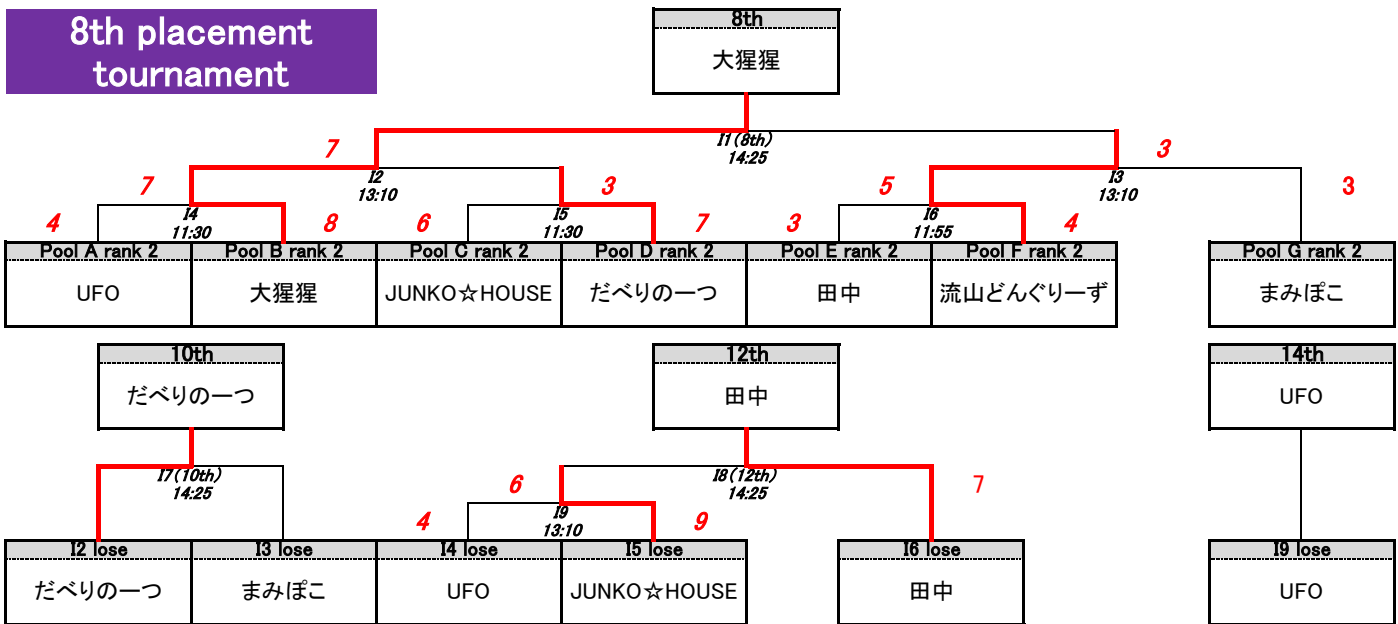 8th placement
tournament
8th
大猩猩
I1(8th)
14:25
7
3
I2
13:10
I3
13:10
7
3
5
3
I4
11:30
I5
11:30
I6
11:55
4
8
6
7
3
4
Pool A rank 2
Pool B rank 2
Pool C rank 2
Pool D rank 2
Pool E rank 2
Pool F rank 2
Pool G rank 2
UFO
大猩猩
JUNKO☆HOUSE
だべりの一つ
田中
流山どんぐりーず
まみぽこ
10th
12th
14th
だべりの一つ
田中
UFO
I7(10th)
14:25
I8(12th)
14:25
6
7
I9
13:10
4
9
I2 lose
I3 lose
I4 lose
I5 lose
I6 lose
I9 lose
だべりの一つ
まみぽこ
UFO
JUNKO☆HOUSE
田中
UFO